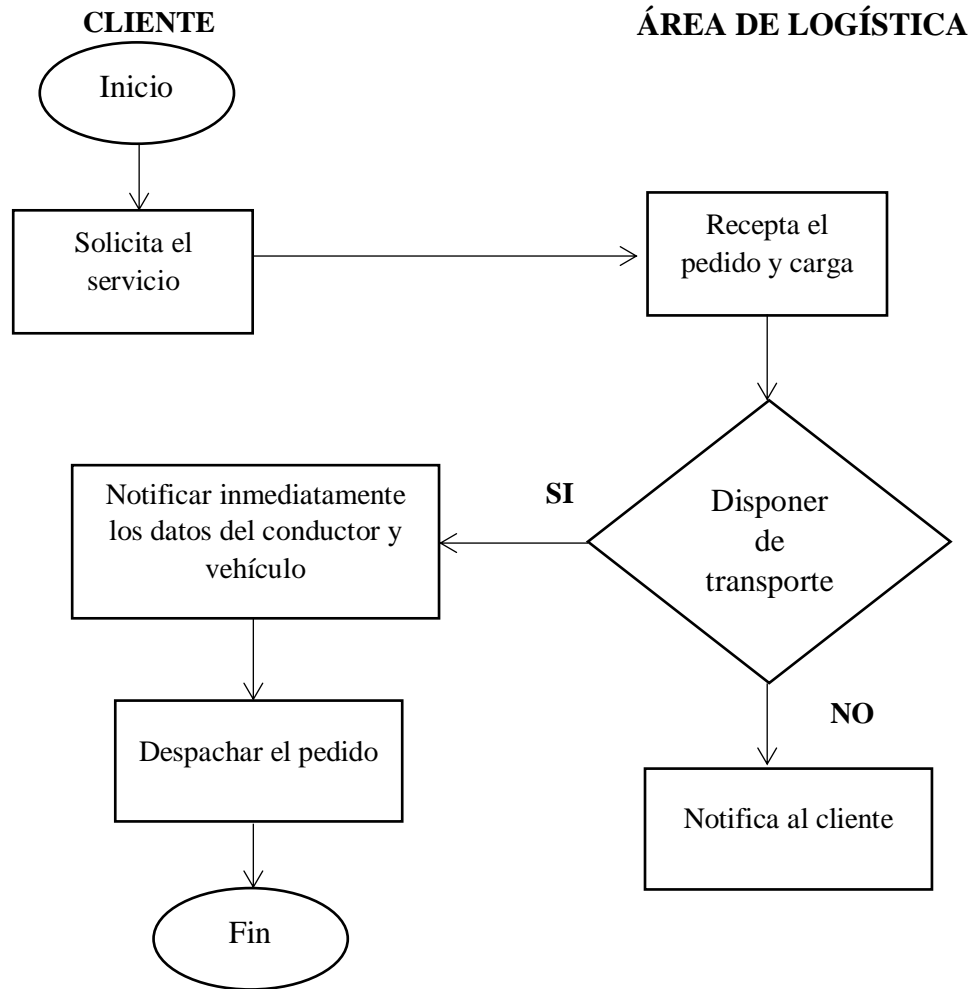 CLIENTE
ÁREA DE LOGÍSTICA
Inicio
Solicita el
servicio
Recepta el
pedido y carga
Notificar inmediatamente
los datos del conductor y
vehículo
SI
Disponer
de
transporte
NO
Despachar el pedido
Notifica al cliente
Fin